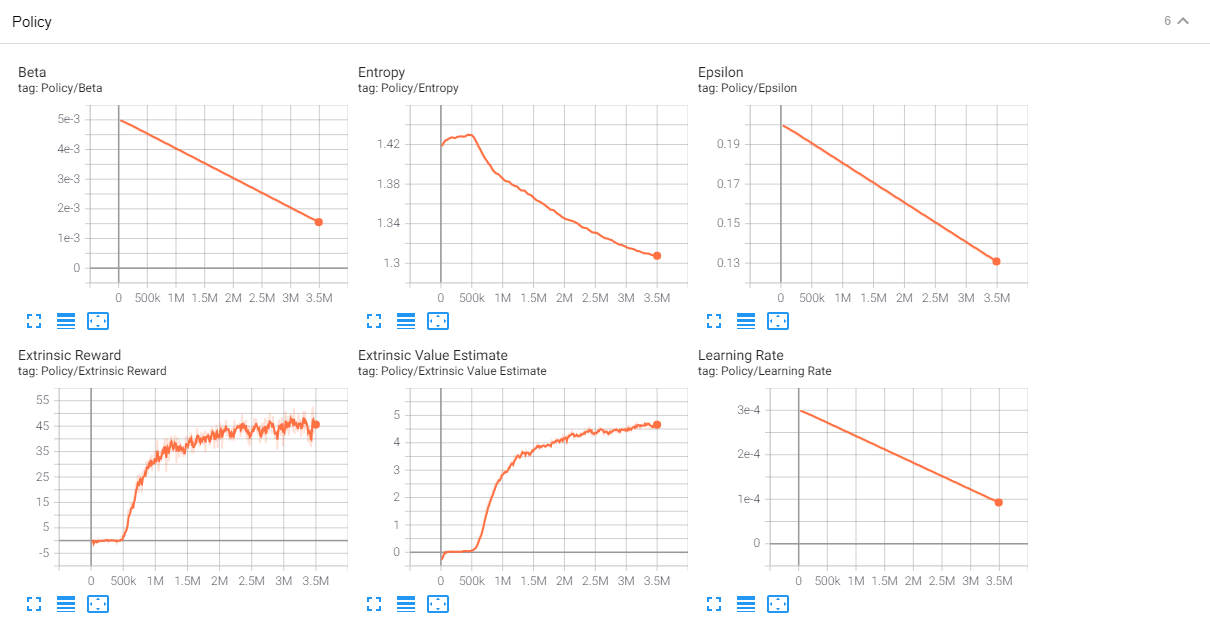 Policy
6
Beta
tag: Policy/Beta
5e-3
4e-3
3e-3
2e-3
1e-3
0
0 500k 1M 1.5M 2M 2.5M 3M 3.5M
Entropy
tag: Policy/Entropy
1.42
1.38
1.34
1.3
0 500k 1M 1.5M 2M 2.5M 3M 3.5M
Epsilon
tag: Policy/Epsilon
0.19
0.17
0.15
0.13
0 500k 1M 1.5M 2M 2.5M 3M 3.5M
Extrinsic Reward
tag: Policy/Extrinsic Reward
55
45
35
25
15
5
-5
0 500k 1M 1.5M 2M 2.5M 3M 3.5M
Extrinsic Value Estimate
tag: Policy/Extrinsic Value Estimate
5
4
3
2
1
0
0 500k 1M 1.5M 2M 2.5M 3M 3.5M
Learning Rate
tag: Policy/Learning Rate
3e-4
2e-4
1e-4
0
0 500k 1M 1.5M 2M 2.5M 3M 3.5M